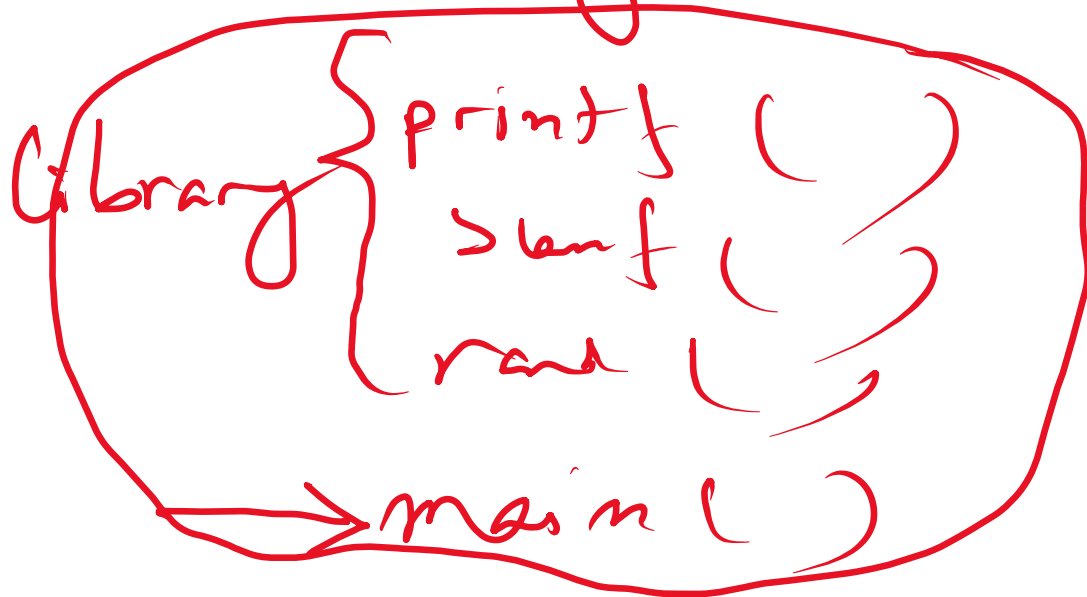 Library { printf ( )
scanf ( )
rand ( )
main ( )